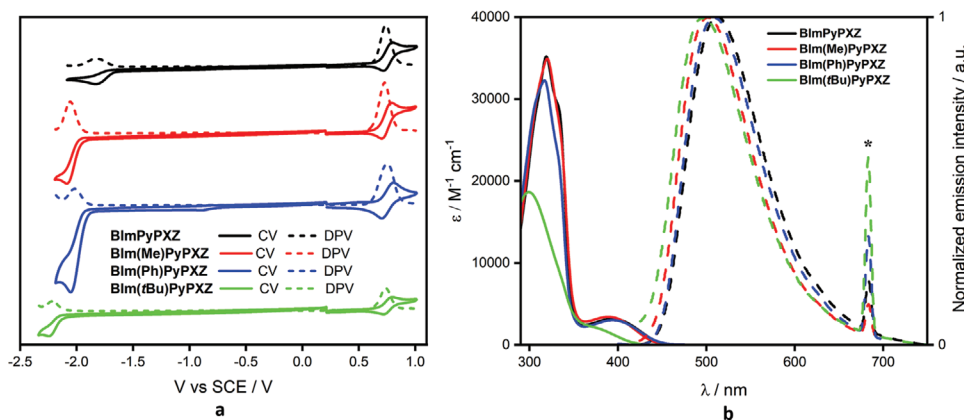 a
BImPyPXZ CV DPV
BIm(Me)PyPXZ CV DPV
BIm(Ph)PyPXZ CV DPV
BIm(tBu)PyPXZ CV DPV
-2.5 -2.0 -1.5 -1.0 -0.5 0.0 0.5 1.0
V vs SCE / V
a
b
40000
30000
20000
10000
0
ε / M⁻¹ cm⁻¹
BImPyPXZ
BIm(Me)PyPXZ
BIm(Ph)PyPXZ
BIm(tBu)PyPXZ
*
300 400 500 600 700
λ / nm
1
0
Normalized emission intensity / a.u.
b